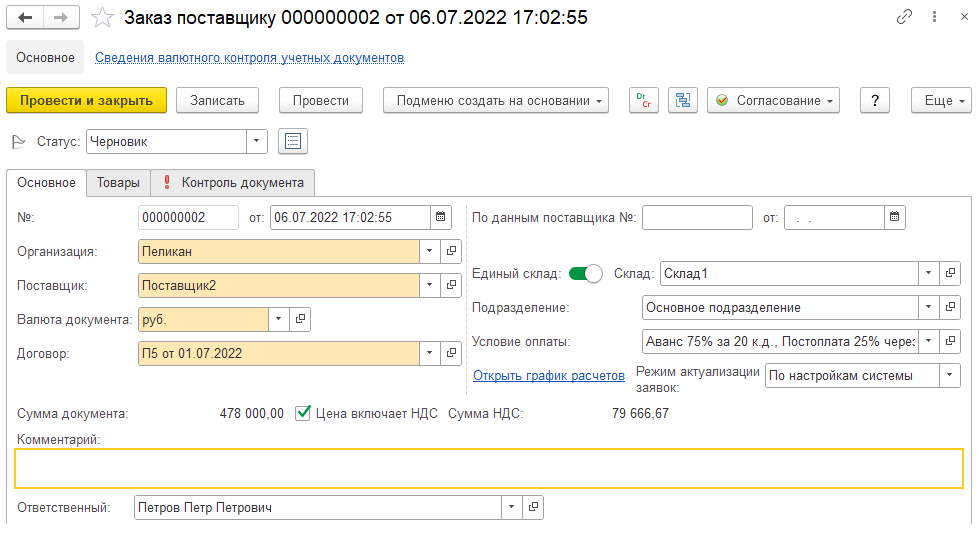 Заказ поставщику 000000002 от 06.07.2022 17:02:55
Основное Сведения валютного контроля учетных документов
Провести и закрыть Записать Провести Подменю создать на основании Dr Cr Согласование ? Еще
Статус: Черновик
Основное Товары Контроль документа
№: 000000002 от: 06.07.2022 17:02:55 По данным поставщика №: от: . .
Организация: Пеликан
Единый склад: Склад: Склад1
Поставщик: Поставщик2
Подразделение: Основное подразделение
Валюта документа: руб.
Условие оплаты: Аванс 75% за 20 к.д., Постоплата 25% через
Договор: П5 от 01.07.2022
Открыть график расчетов Режим актуализации заявок: По настройкам системы
Сумма документа: 478 000,00 Цена включает НДС Сумма НДС: 79 666,67
Комментарий:
Ответственный: Петров Петр Петрович